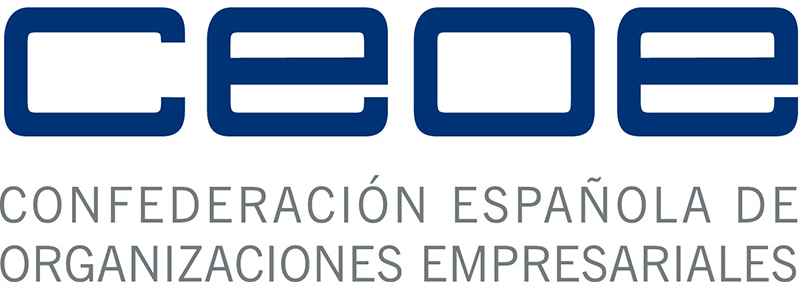 ceoe
CONFEDERACIÓN ESPAÑOLA DE
ORGANIZACIONES EMPRESARIALES